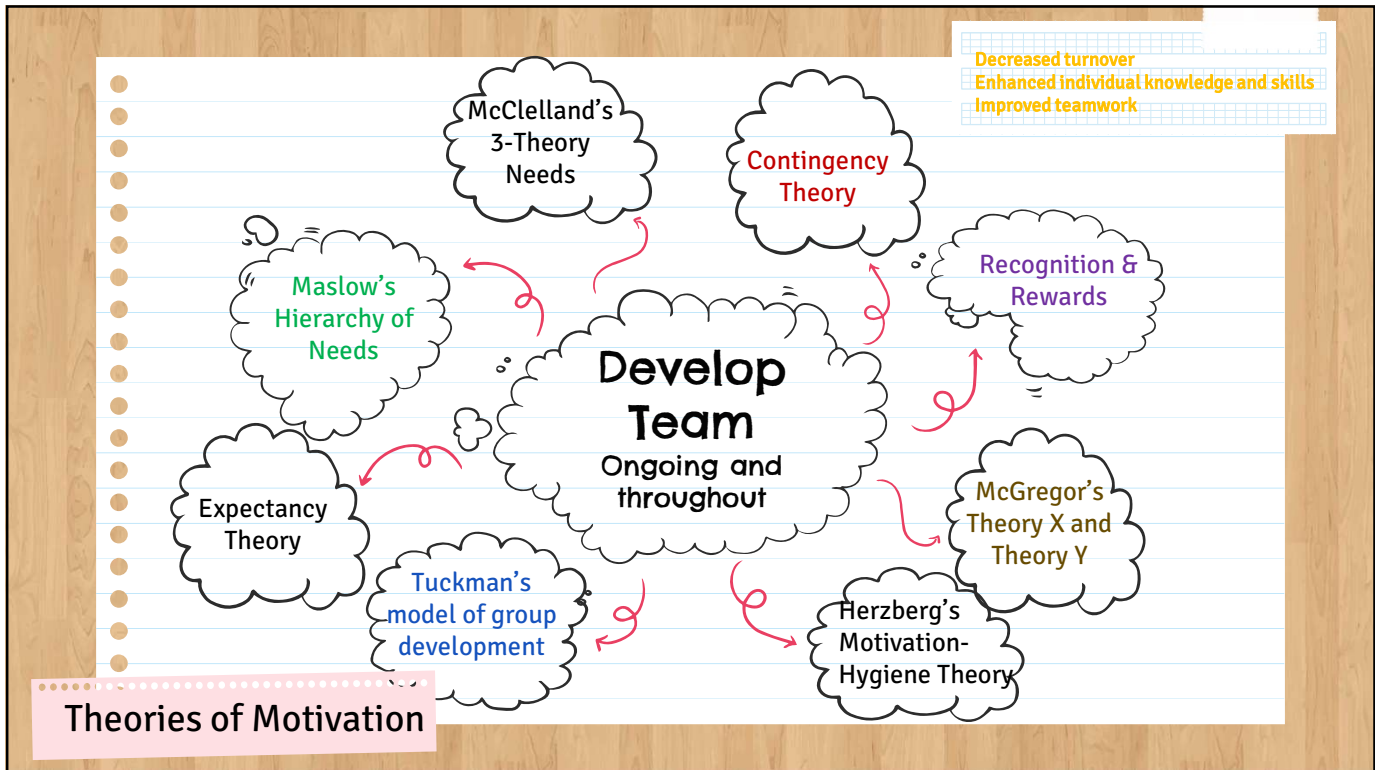 Decreased turnover
Enhanced individual knowledge and skills
Improved teamwork
McClelland's
3-Theory
Needs
Contingency
Theory
Recognition &
Rewards
Maslow's
Hierarchy of
Needs
Develop
Team
Ongoing and
throughout
McGregor's
Theory X and
Theory Y
Expectancy
Theory
Tuckman's
model of group
development
Herzberg's
Motivation-
Hygiene Theory
Theories of Motivation